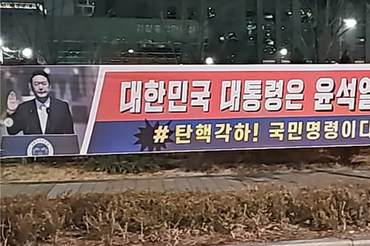 대한민국 대통령은 윤석열
#탄핵각하! 국민명령이다